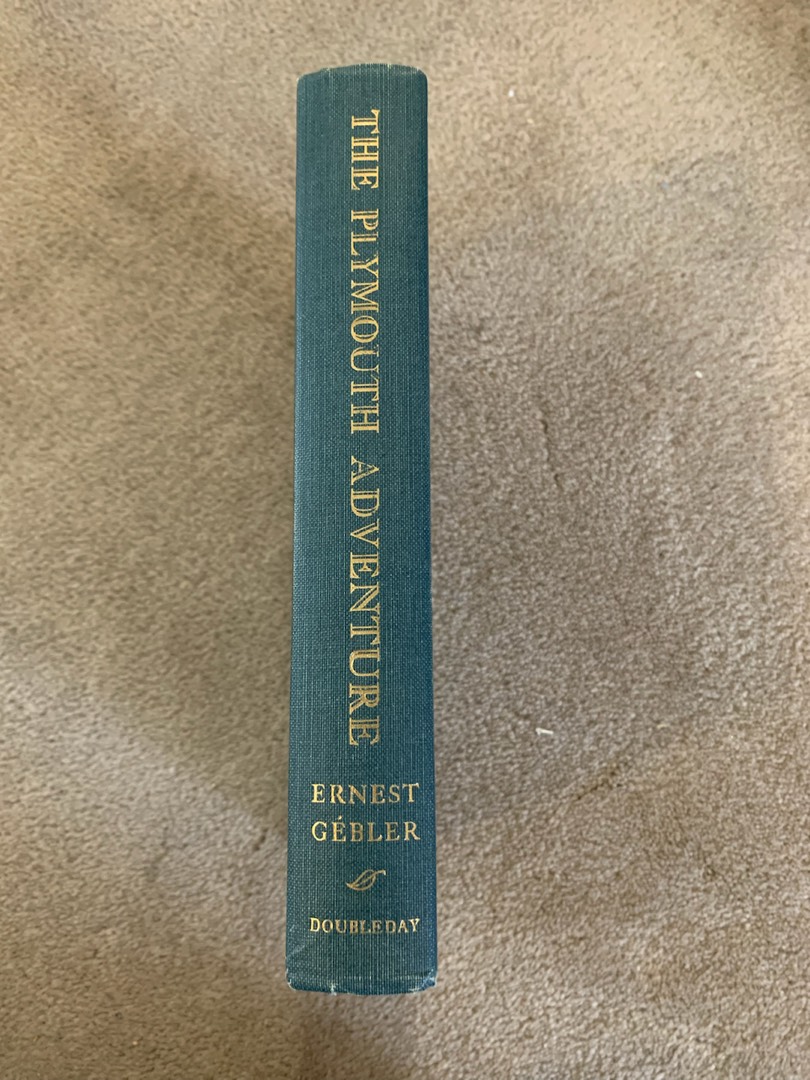 THE PLYMOUTH ADVENTURE
ERNEST
GÉBLER
DOUBLEDAY